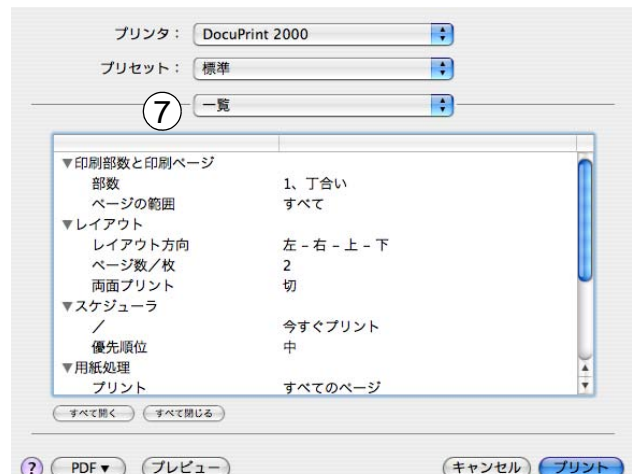 プリンタ： DocuPrint 2000
プリセット： 標準
⑦ 一覧
▼印刷部数と印刷ページ
部数 1、丁合い
ページの範囲 すべて
▼レイアウト
レイアウト方向 左 – 右 – 上 – 下
ページ数／枚 2
両面プリント 切
▼スケジューラ
／ 今すぐプリント
優先順位 中
▼用紙処理
プリント すべてのページ
すべて開く すべて閉じる
? PDF▼ プレビュー キャンセル プリント